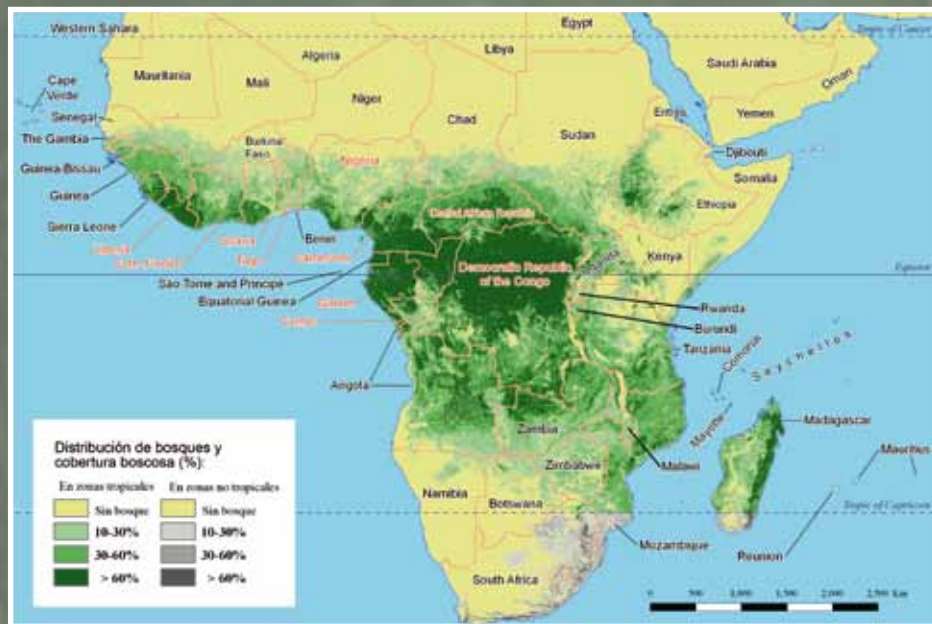 Western Sahara
Egypt
Tropic of Cancer
Algeria
Libya
Mauritania
Mali
Niger
Chad
Sudan
Saudi Arabia
Oman
Yemen
Cape
Verde
Senegal
The Gambia
Guinea-Bissau
Guinea
Sierra Leone
Burkina
Faso
Nigeria
Eritrea
Djibouti
Somalia
Ethiopia
Central African Republic
Liberia
Ghana
Togo
Benin
Cameroon
Sao Tome and Principe
Equatorial Guinea
Gabon
Congo
Democratic Republic
of the Congo
Uganda
Kenya
Equator
Rwanda
Burundi
Tanzania
Seychelles
Comoros
Mayotte
Angola
Zambia
Malawi
Madagascar
Mauritius
Zimbabwe
Namibia
Botswana
Tropic of Capricorn
Mozambique
Reunion
South Africa
Distribución de bosques y
cobertura boscosa (%):
En zonas tropicales En zonas no tropicales
Sin bosque Sin bosque
10-30% 10-30%
30-60% 30-60%
> 60% > 60%
0 500 1,000 1,500 2,000 2,500 Km